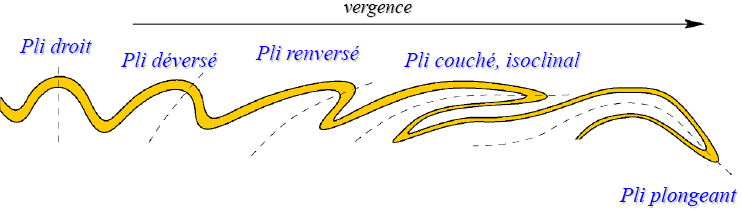 vergence
Pli droit
Pli déversé
Pli renversé
Pli couché, isoclinal
Pli plongeant